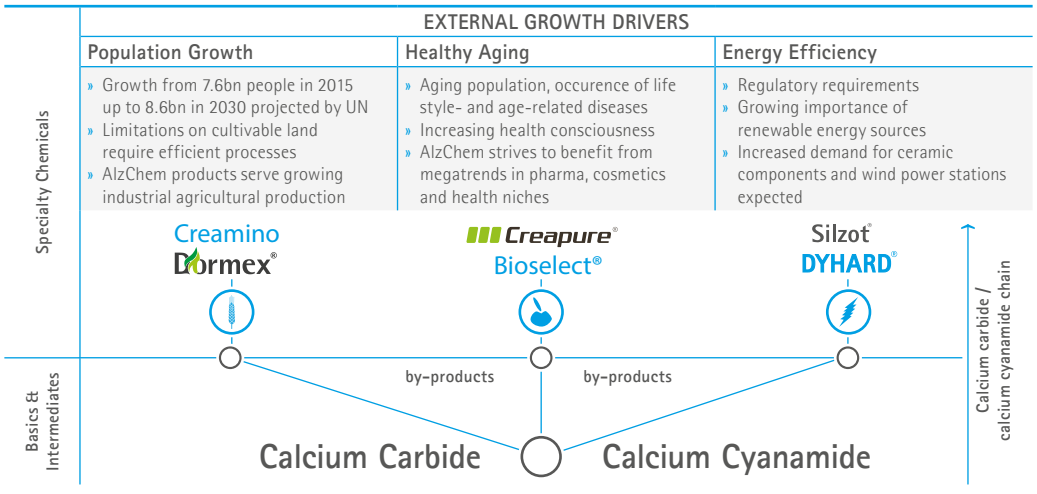 EXTERNAL GROWTH DRIVERS
Specialty Chemicals
Population Growth
» Growth from 7.6bn people in 2015
up to 8.6bn in 2030 projected by UN
» Limitations on cultivable land
require efficient processes
» AlzChem products serve growing
industrial agricultural production
Healthy Aging
» Aging population, occurence of life
style- and age-related diseases
» Increasing health consciousness
» AlzChem strives to benefit from
megatrends in pharma, cosmetics
and health niches
Energy Efficiency
» Regulatory requirements
» Growing importance of
renewable energy sources
» Increased demand for ceramic
components and wind power stations
expected
Creamino
Dormex®
Creapure®
Bioselect®
Silzot®
DYHARD®
Calcium carbide /
calcium cyanamide chain
by-products
by-products
Basics &
Intermediates
Calcium Carbide
Calcium Cyanamide